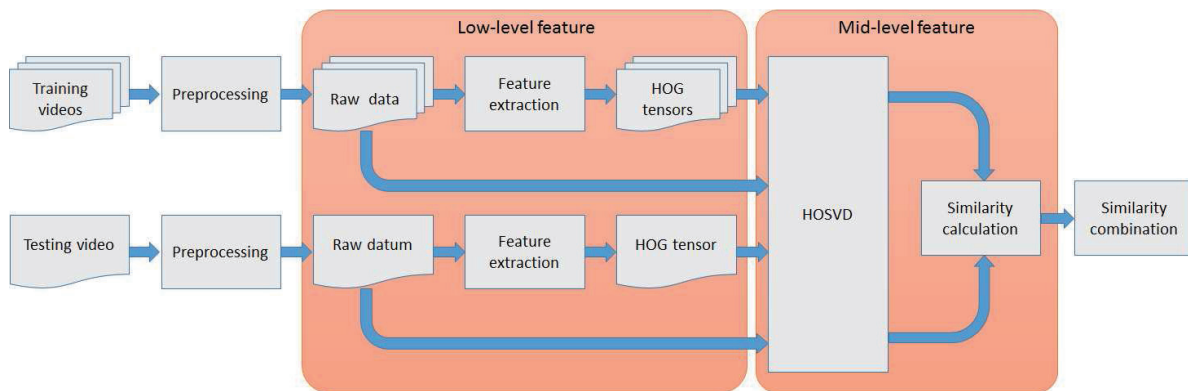 Low-level feature
Mid-level feature
Training
videos
Preprocessing
Raw data
Feature
extraction
HOG
tensors
HOSVD
Similarity
calculation
Similarity
combination
Testing video
Preprocessing
Raw datum
Feature
extraction
HOG tensor